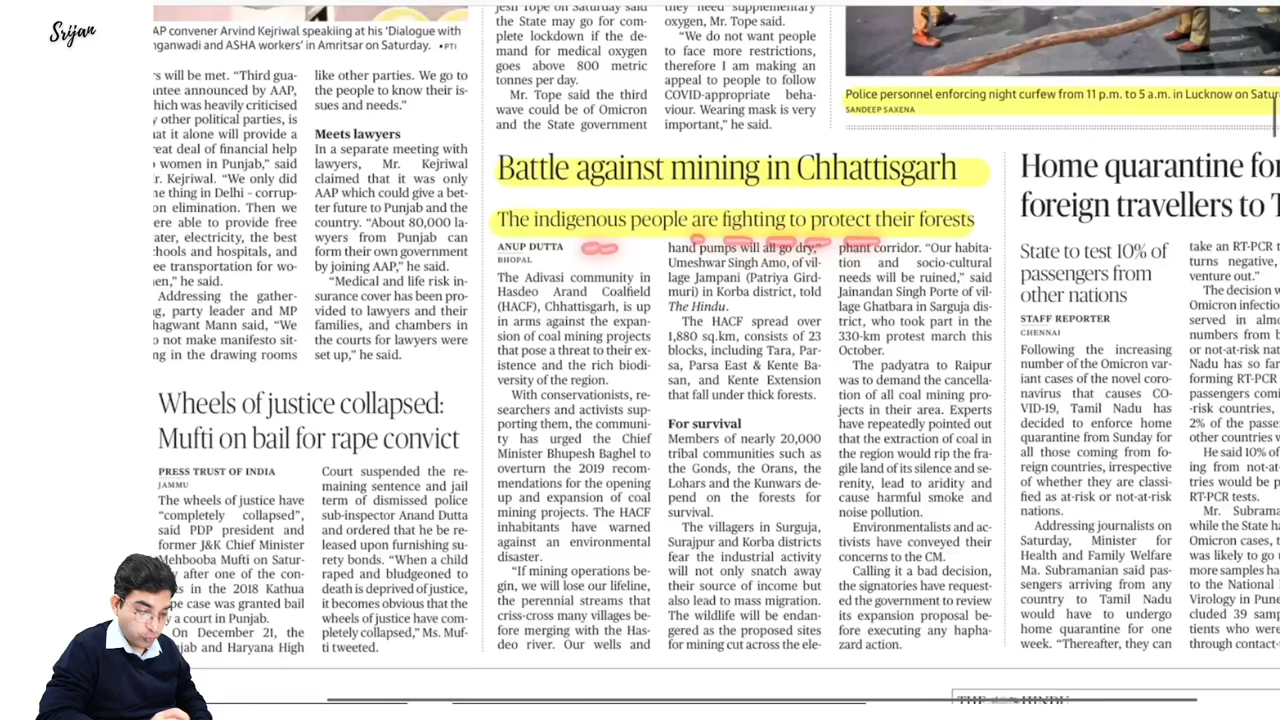 Srijan
AP convener Arvind Kejriwal speakiing at his 'Dialogue with
nganwadi and ASHA workers' in Amritsar on Saturday. • PTI
rs will be met. "Third gua-
antee announced by AAP,
hich was heavily criticised
y other political parties, is
at it alone will provide a
reat deal of financial help
women in Punjab," said
r. Kejriwal. "We only did
ne thing in Delhi - corrup-
on elimination. Then we
ere able to provide free
ater, electricity, the best
chools and hospitals, and
ee transportation for wo-
en," he said.
Addressing the gather-
g, party leader and MP
hagwant Mann said, "We
o not make manifesto sit-
ng in the drawing rooms
like other parties. We go to
the people to know their is-
sues and needs."
Meets lawyers
In a separate meeting with
lawyers, Mr. Kejriwal
claimed that it was only
AAP which could give a bet-
ter future to Punjab and the
country. "About 80,000 la-
wyers from Punjab can
form their own government
by joining AAP," he said.
"Medical and life risk in-
surance cover has been pro-
vided to lawyers and their
families, and chambers in
the courts for lawyers were
set up," he said.
Wheels of justice collapsed:
Mufti on bail for rape convict
PRESS TRUST OF INDIA
JAMMU
The wheels of justice have
"completely collapsed",
said PDP president and
former J&K Chief Minister
Mehbooba Mufti on Satur-
y after one of the con-
ts in the 2018 Kathua
pe case was granted bail
y a court in Punjab.
On December 21, the
njab and Haryana High
Court suspended the re-
maining sentence and jail
term of dismissed police
sub-inspector Anand Dutta
and ordered that he be re-
leased upon furnishing su-
rety bonds. "When a child
raped and bludgeoned to
death is deprived of justice,
it becomes obvious that the
wheels of justice have com-
pletely collapsed," Ms. Muf-
ti tweeted.
jesh Tope on Saturday said
the State may go for com-
plete lockdown if the de-
mand for medical oxygen
goes above 800 metric
tonnes per day.
Mr. Tope said the third
wave could be of Omicron
and the State government
they need supplementary
oxygen, Mr. Tope said.
"We do not want people
to face more restrictions,
therefore I am making an
appeal to people to follow
COVID-appropriate beha-
viour. Wearing mask is very
important," he said.
Police personnel enforcing night curfew from 11 p.m. to 5 a.m. in Lucknow on Satur
SANDEEP SAXENA
Battle against mining in Chhattisgarh
The indigenous people are fighting to protect their forests
ANUP DUTTA
BHOPAL
The Adivasi community in
Hasdeo Arand Coalfield
(HACF), Chhattisgarh, is up
in arms against the expan-
sion of coal mining projects
that pose a threat to their ex-
istence and the rich biodi-
versity of the region.
With conservationists, re-
searchers and activists sup-
porting them, the communi-
ty has urged the Chief
Minister Bhupesh Baghel to
overturn the 2019 recom-
mendations for the opening
up and expansion of coal
mining projects. The HACF
inhabitants have warned
against an environmental
disaster.
"If mining operations be-
gin, we will lose our lifeline,
the perennial streams that
criss-cross many villages be-
fore merging with the Has-
deo river. Our wells and
hand pumps will all go dry,"
Umeshwar Singh Amo, of vil-
lage Jampani (Patriya Gird-
muri) in Korba district, told
The Hindu.
The HACF spread over
1,880 sq.km, consists of 23
blocks, including Tara, Par-
sa, Parsa East & Kente Ba-
san, and Kente Extension
that fall under thick forests.
For survival
Members of nearly 20,000
tribal communities such as
the Gonds, the Orans, the
Lohars and the Kunwars de-
pend on the forests for
survival.
The villagers in Surguja,
Surajpur and Korba districts
fear the industrial activity
will not only snatch away
their source of income but
also lead to mass migration.
The wildlife will be endan-
gered as the proposed sites
for mining cut across the ele-
phant corridor. "Our habita-
tion and socio-cultural
needs will be ruined," said
Jainandan Singh Porte of vil-
lage Ghatbara in Sarguja dis-
trict, who took part in the
330-km protest march this
October.
The padyatra to Raipur
was to demand the cancella-
tion of all coal mining pro-
jects in their area. Experts
have repeatedly pointed out
that the extraction of coal in
the region would rip the fra-
gile land of its silence and se-
renity, lead to aridity and
cause harmful smoke and
noise pollution.
Environmentalists and ac-
tivists have conveyed their
concerns to the CM.
Calling it a bad decision,
the signatories have request-
ed the government to review
its expansion proposal be-
fore executing any hapha-
zard action.
Home quarantine for
foreign travellers to T
State to test 10% of
passengers from
other nations
STAFF REPORTER
CHENNAI
Following the increasing
number of the Omicron var-
iant cases of the novel coro-
navirus that causes CO-
VID-19, Tamil Nadu has
decided to enforce home
quarantine from Sunday for
all those coming from fo-
reign countries, irrespective
of whether they are classi-
fied as at-risk or not-at-risk
nations.
Addressing journalists on
Saturday, Minister for
Health and Family Welfare
Ma. Subramanian said pas-
sengers arriving from any
country to Tamil Nadu
would have to undergo
home quarantine for one
week. "Thereafter, they can
take an RT-PCR t
turns negative,
venture out."
The decision w
Omicron infectio
served in almo
numbers from b
or not-at-risk nat
Nadu has so far
forming RT-PCR
passengers comi
-risk countries,
2% of the passe
other countries w
He said 10% of
ing from not-at-
tries would be p
RT-PCR tests.
Mr. Subrama
while the State ha
Omicron cases, t
was likely to go u
more samples ha
to the National
Virology in Pune
cluded 39 sam
tients who were
through contact-
THE HINDU